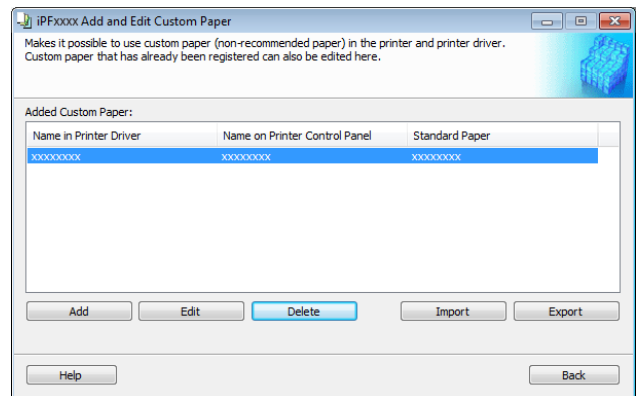 iPFxxxx Add and Edit Custom Paper
Makes it possible to use custom paper (non-recommended paper) in the printer and printer driver.
Custom paper that has already been registered can also be edited here.
Added Custom Paper:
Name in Printer Driver Name on Printer Control Panel Standard Paper
xxxxxxxx xxxxxxxx xxxxxxxx
Add Edit Delete Import Export
Help Back